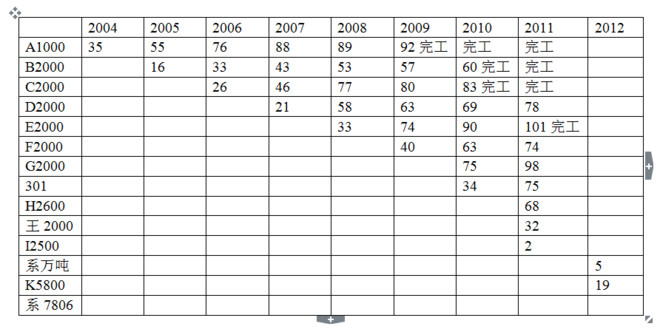 2004 2005 2006 2007 2008 2009 2010 2011 2012
A1000 35 55 76 88 89 92 完工 完工 完工
B2000 16 33 43 53 57 60 完工 完工
C2000 26 46 77 80 83 完工 完工
D2000 21 58 63 69 78
E2000 33 74 90 101 完工
F2000 40 63 74
G2000 75 98
301 34 75
H2600 68
王 2000 32
I2500 2
系万吨 5
K5800 19
系 7806